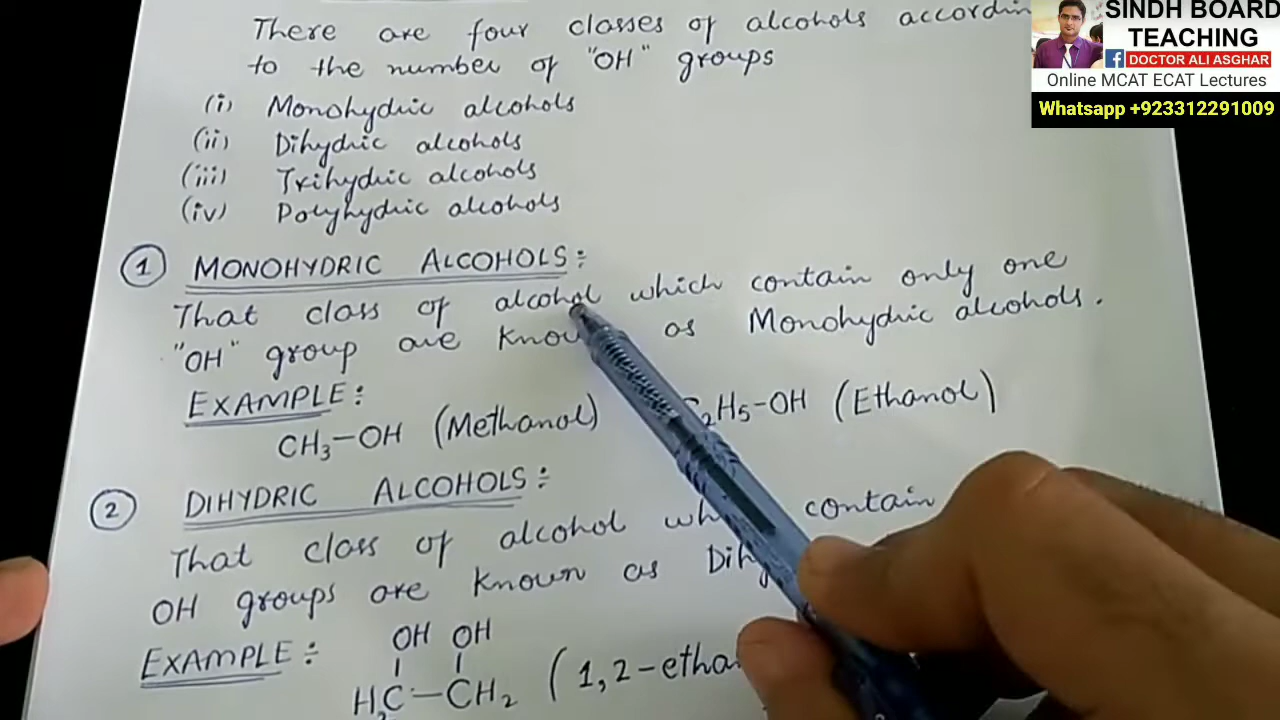 There are four classes of alcohols accordin
to the number of "OH" groups
(i) Monohydric alcohols
(ii) Dihydric alcohols
(iii) Trihydric alcohols
(iv) Polyhydric alcohols
1 MONOHYDRIC ALCOHOLS:
That class of alcohol which contain only one
"OH" group are know as Monohydric alcohols.
EXAMPLE:
CH3-OH (Methanol) C2H5-OH (Ethanol)
2 DIHYDRIC ALCOHOLS:
That class of alcohol wh contain
OH groups are known as Dihy
EXAMPLE:
OH OH
H2C-CH2 (1,2-etha
SINDH BOARD
TEACHING
f DOCTOR ALI ASGHAR
Online MCAT ECAT Lectures
Whatsapp +923312291009